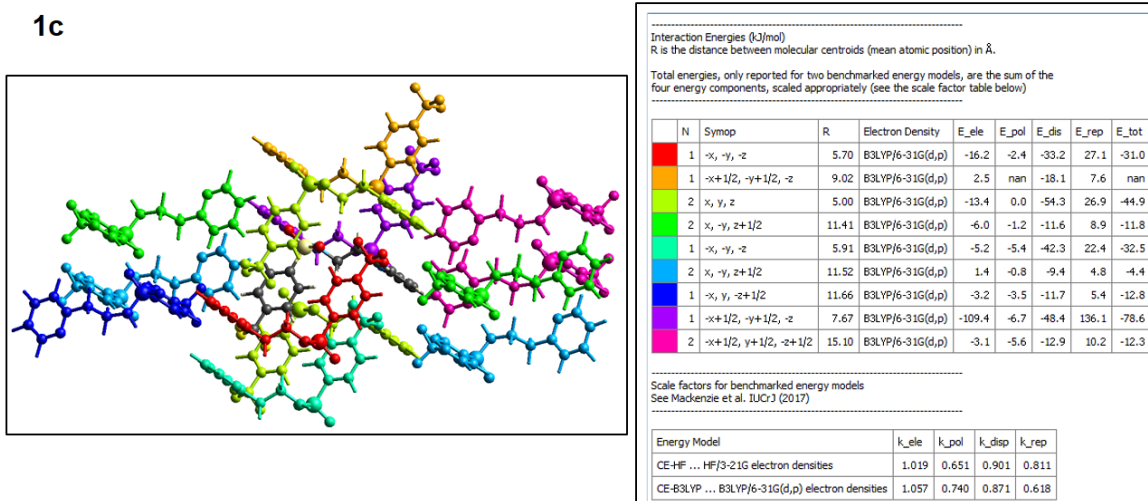 1c
Interaction Energies (kJ/mol)
R is the distance between molecular centroids (mean atomic position) in Å.
Total energies, only reported for two benchmarked energy models, are the sum of the
four energy components, scaled appropriately (see the scale factor table below)
N Symop R Electron Density E_ele E_pol E_dis E_rep E_tot
1 -x, -y, -z 5.70 B3LYP/6-31G(d,p) -16.2 -2.4 -33.2 27.1 -31.0
1 -x+1/2, -y+1/2, -z 9.02 B3LYP/6-31G(d,p) 2.5 nan -18.1 7.6 nan
2 x, y, z 5.00 B3LYP/6-31G(d,p) -13.4 0.0 -54.3 26.9 -44.9
2 x, -y, z+1/2 11.41 B3LYP/6-31G(d,p) -6.0 -1.2 -11.6 8.9 -11.8
1 -x, -y, -z 5.91 B3LYP/6-31G(d,p) -5.2 -5.4 -42.3 22.4 -32.5
2 x, -y, z+1/2 11.52 B3LYP/6-31G(d,p) 1.4 -0.8 -9.4 4.8 -4.4
1 -x, y, -z+1/2 11.66 B3LYP/6-31G(d,p) -3.2 -3.5 -11.7 5.4 -12.8
1 -x+1/2, -y+1/2, -z 7.67 B3LYP/6-31G(d,p) -109.4 -6.7 -48.4 136.1 -78.6
2 -x+1/2, y+1/2, -z+1/2 15.10 B3LYP/6-31G(d,p) -3.1 -5.6 -12.9 10.2 -12.3
Scale factors for benchmarked energy models
See Mackenzie et al. IUCrJ (2017)
Energy Model k_ele k_pol k_disp k_rep
CE-HF ... HF/3-21G electron densities 1.019 0.651 0.901 0.811
CE-B3LYP ... B3LYP/6-31G(d,p) electron densities 1.057 0.740 0.871 0.618